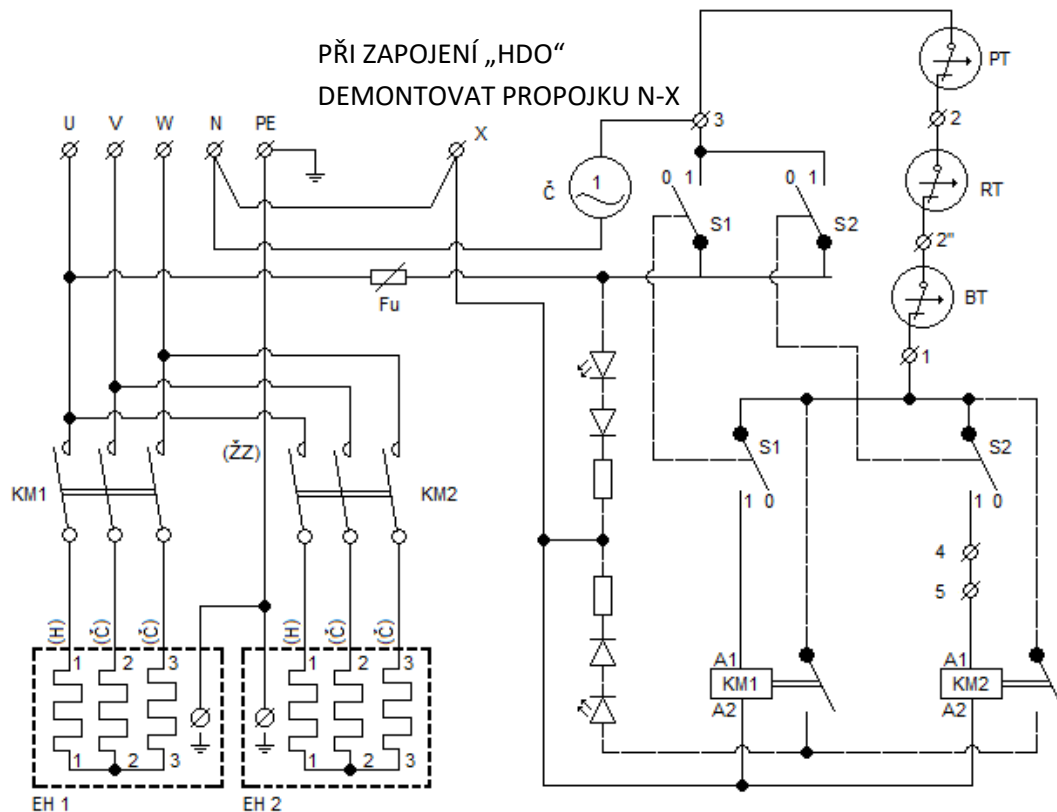 PŘI ZAPOJENÍ „HDO“
DEMONTOVAT PROPOJKU N-X
PT
U V W N PE X
3
2
Č 1
0 1 S1
0 1 S2
RT
2'''
Fu
BT
1
(ŽZ)
KM1
KM2
S1
S2
1 0
1 0
4
5
(H) (Č) (Č)
(H) (Č) (Č)
1 2 3
1 2 3
A1
KM1
A2
A1
KM2
A2
1 2 3
1 2 3
EH 1
EH 2